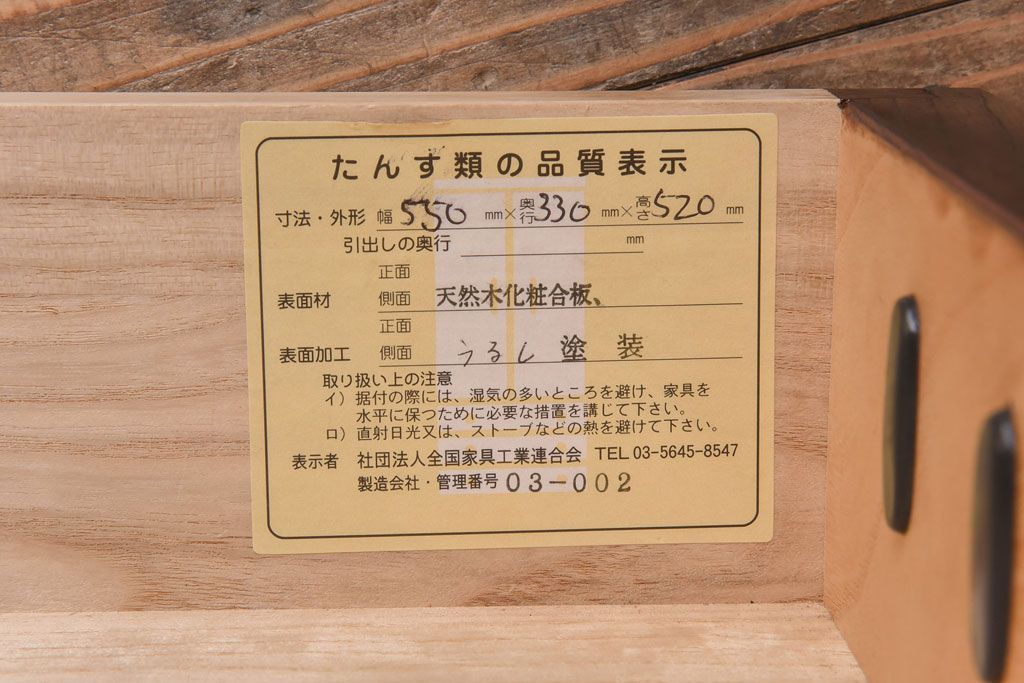 たんす類の品質表示
寸法・外形 幅 550 mm×奥行330 mm×高さ520 mm
引出しの奥行 mm
正面
表面材 側面 天然木化粧合板、
正面
表面加工 側面 うるし 塗 装
取り扱い上の注意
イ）据付の際には、湿気の多いところを避け、家具を
水平に保つために必要な措置を講じて下さい。
ロ）直射日光又は、ストーブなどの熱を避けて下さい。
表示者 社団法人全国家具工業連合会 TEL 03-5645-8547
製造会社・管理番号 03-002